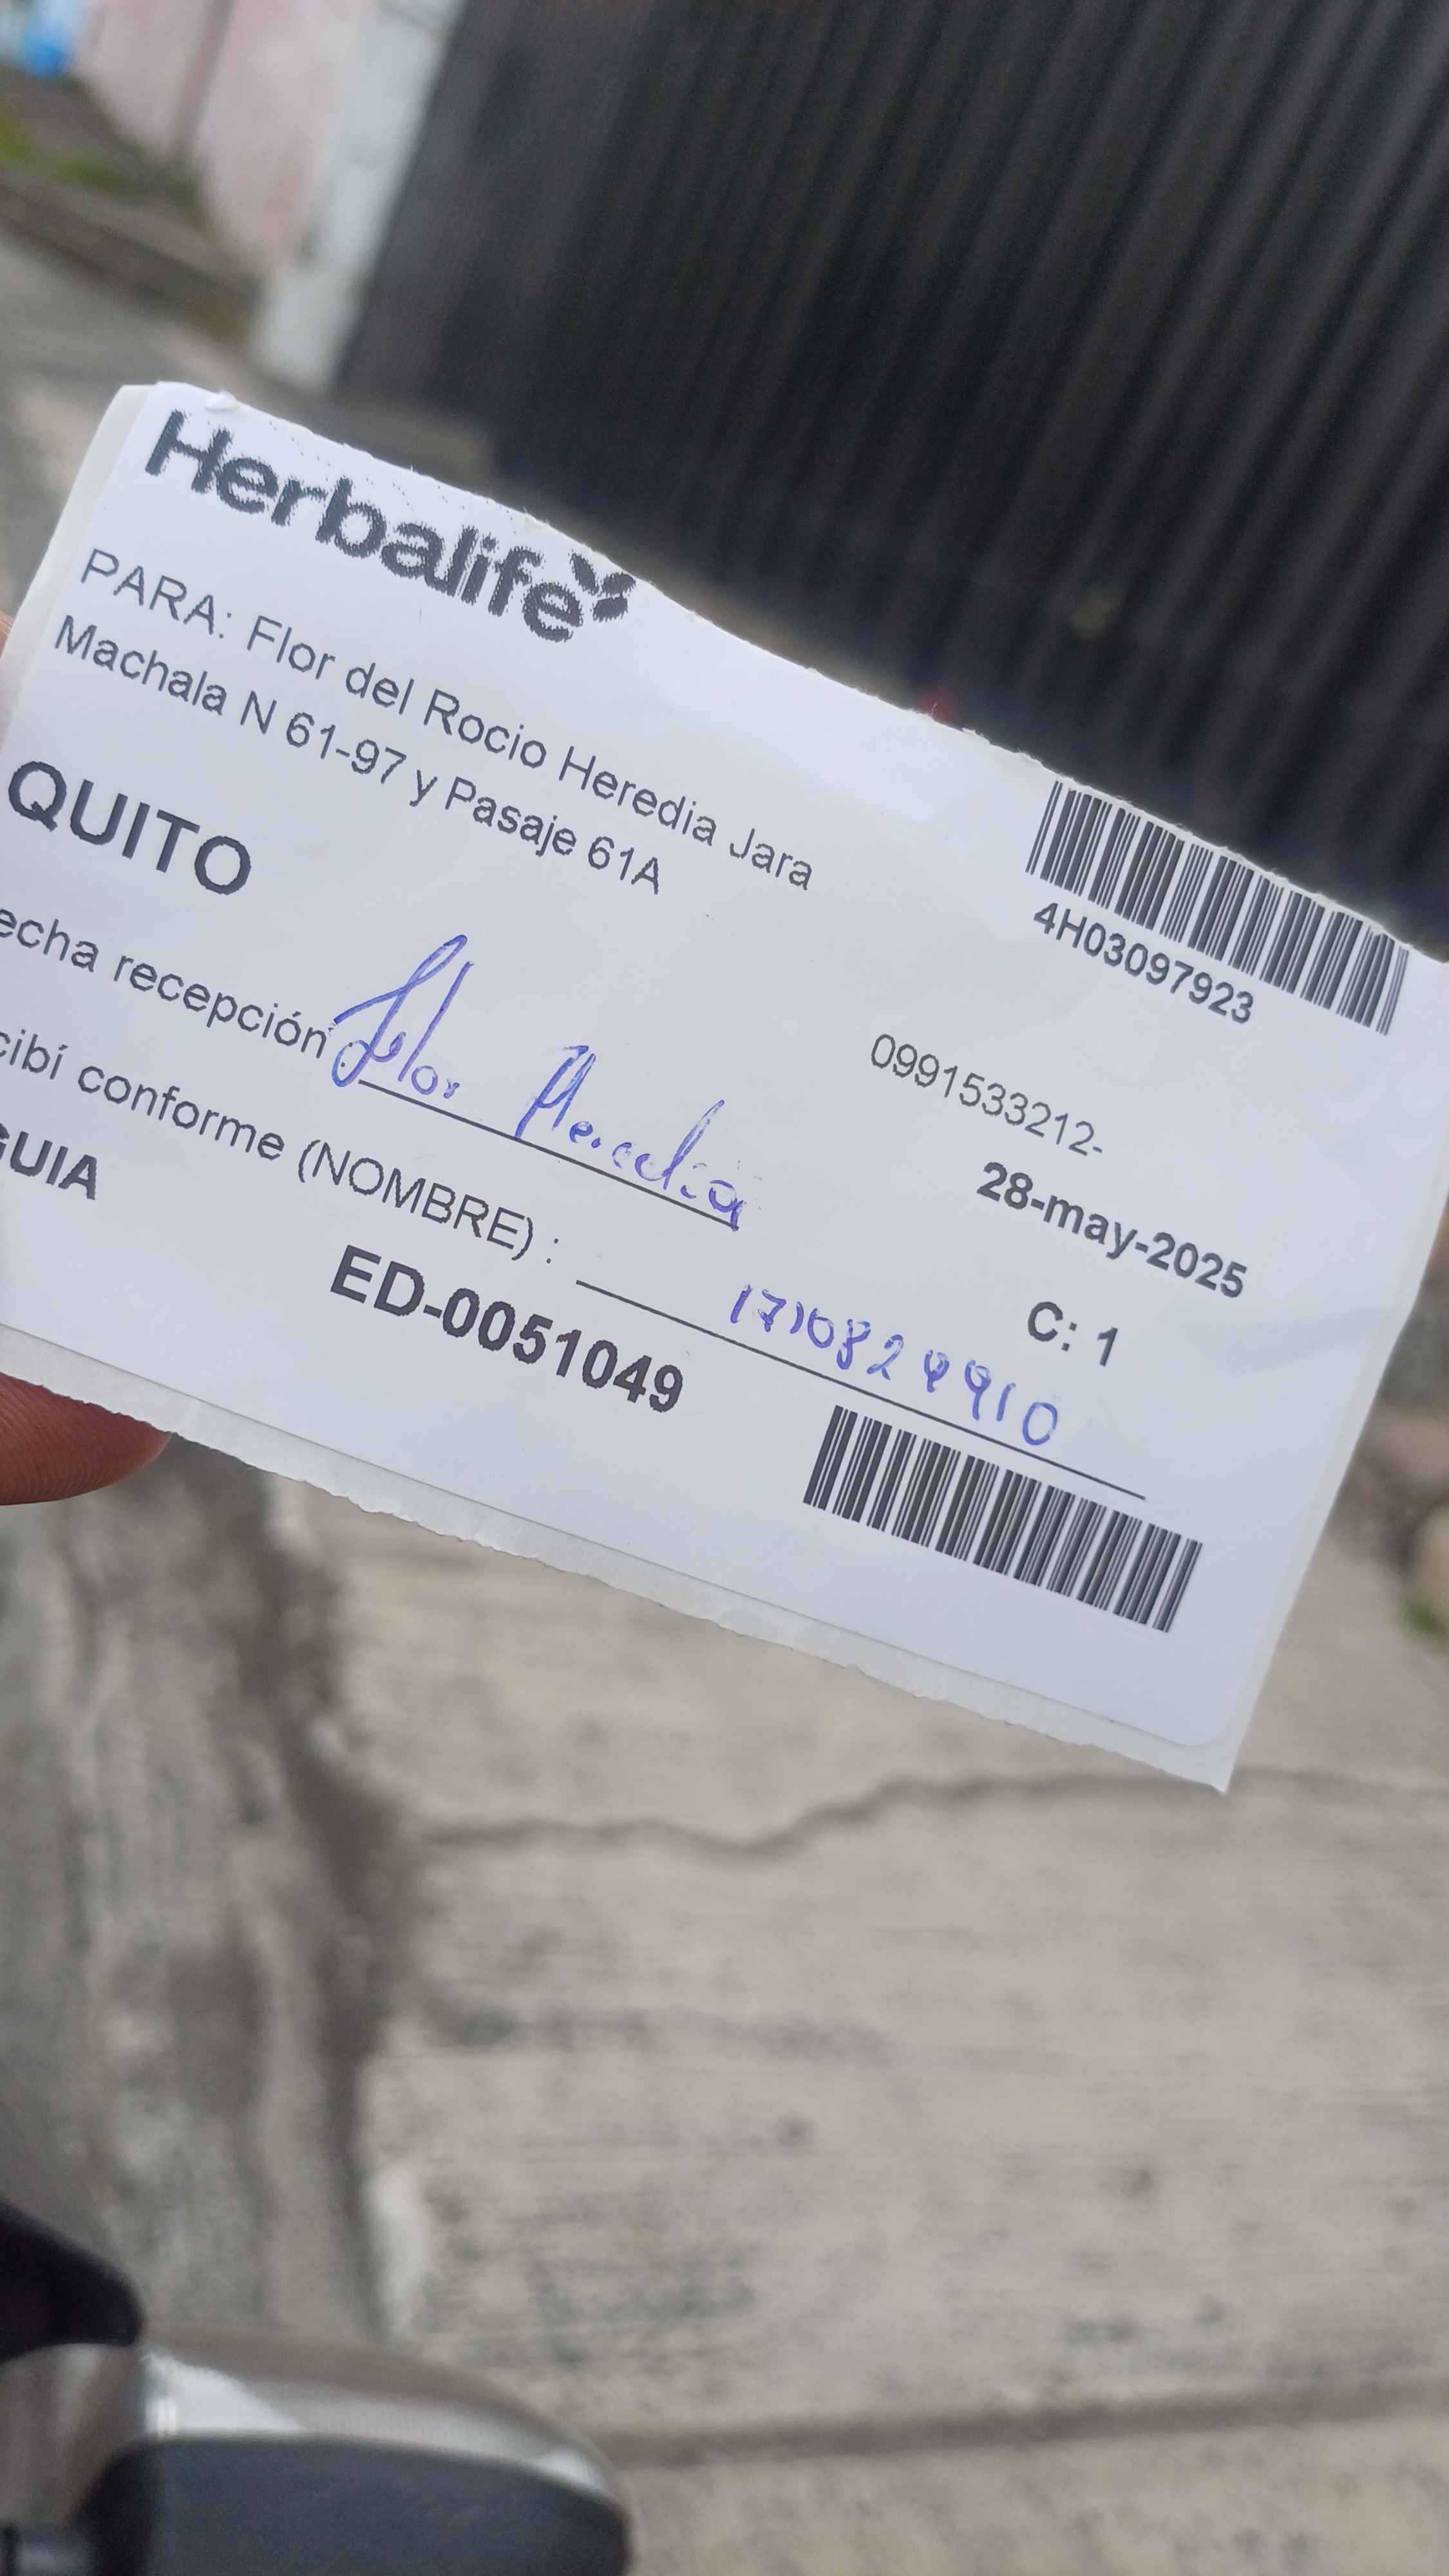 Herbalife
PARA: Flor del Rocio Heredia Jara
Machala N 61-97 y Pasaje 61A
4H03097923
QUITO
0991533212-
echa recepción: Flor Heredia
28-may-2025
cibí conforme (NOMBRE) : 
C: 1
GUIA
ED-0051049